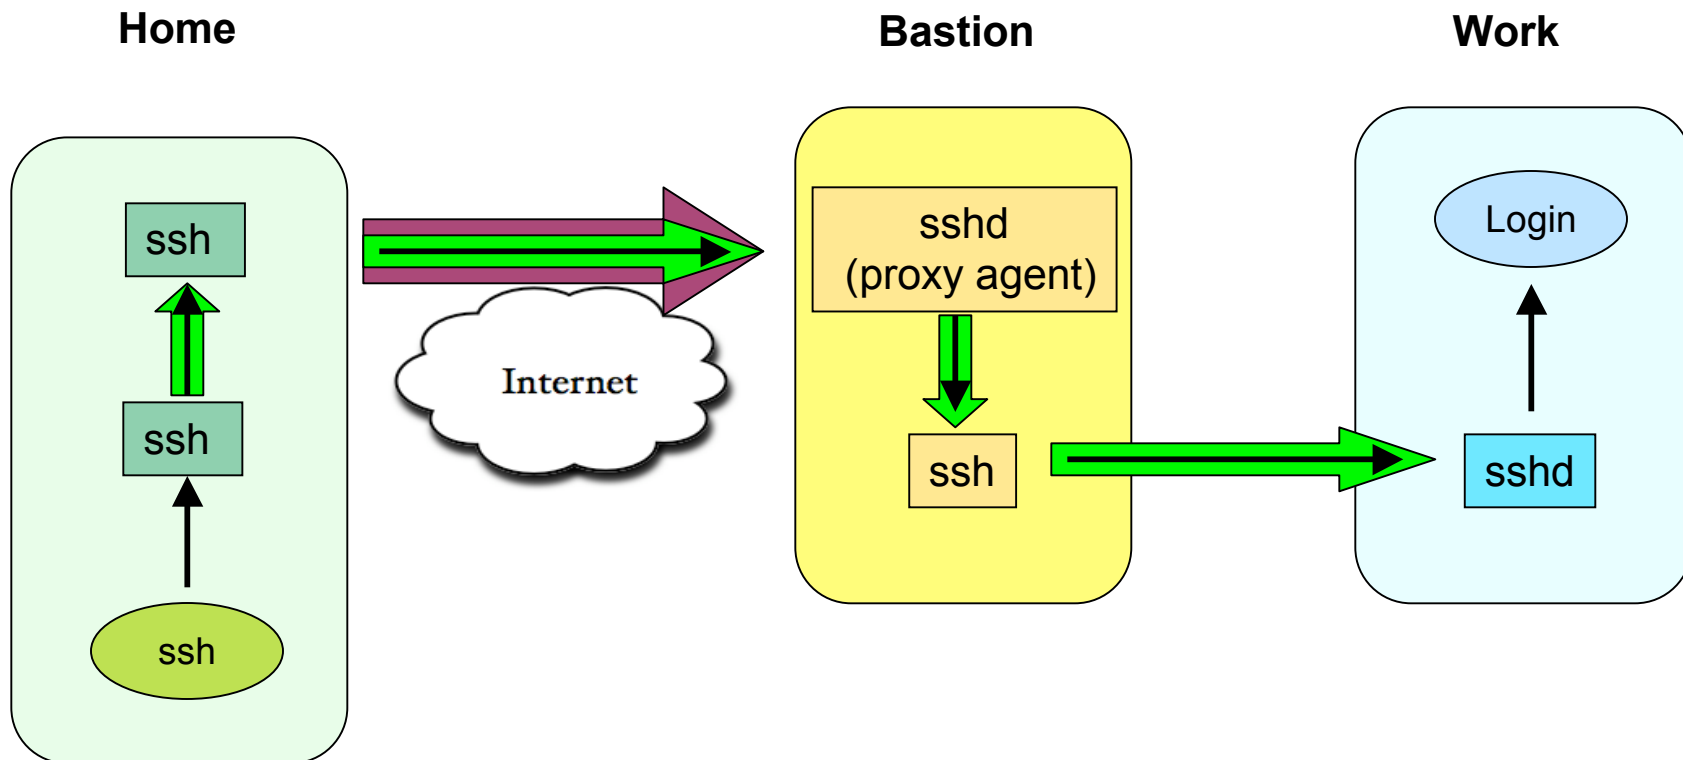 Home
Bastion
Work
ssh
sshd
(proxy agent)
Login
Internet
ssh
ssh
sshd
ssh